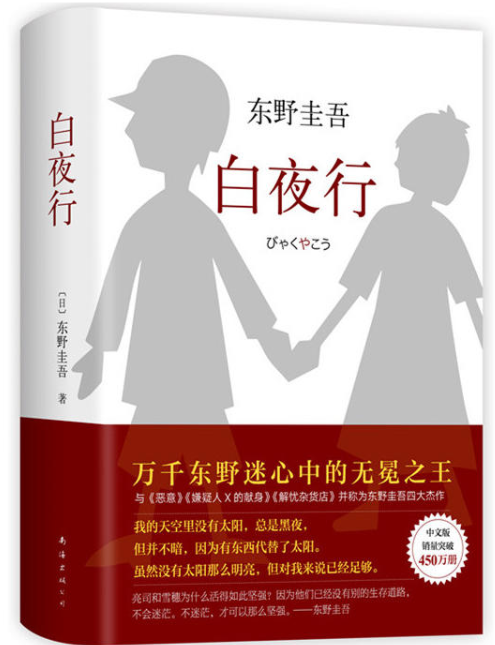 白夜行
〔日〕东野圭吾 著
南海出版公司
东野圭吾
白夜行
びゃくやこう
万千东野迷心中的无冕之王
与《恶意》《嫌疑人X的献身》《解忧杂货店》并称为东野圭吾四大杰作
我的天空里没有太阳，总是黑夜，
但并不暗，因为有东西代替了太阳。
虽然没有太阳那么明亮，但对我来说已经足够。
亮司和雪穗为什么活得如此坚强？因为他们已经没有别的生存道路，
不会迷茫。不迷茫，才可以那么坚强。——东野圭吾
中文版
销量突破
450万册